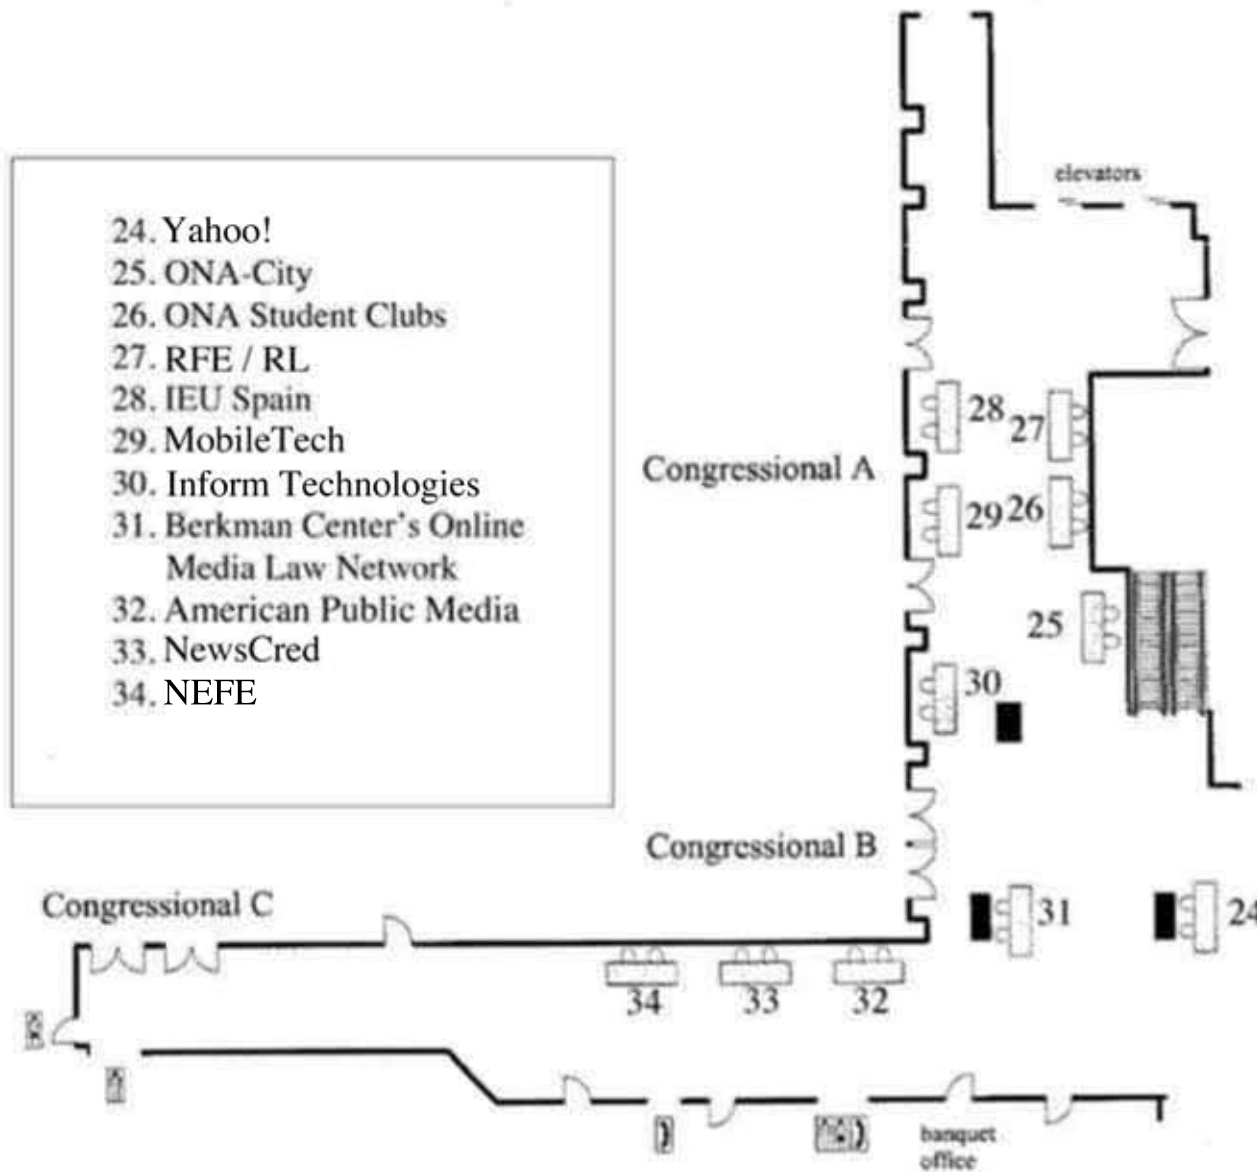 elevators
24. Yahoo!
25. ONA-City
26. ONA Student Clubs
27. RFE / RL
28. IEU Spain
29. MobileTech
30. Inform Technologies
31. Berkman Center's Online
Media Law Network
32. American Public Media
33. NewsCred
34. NEFE
28
27
Congressional A
29
26
25
30
Congressional B
Congressional C
31
24
34
33
32
banquet
office